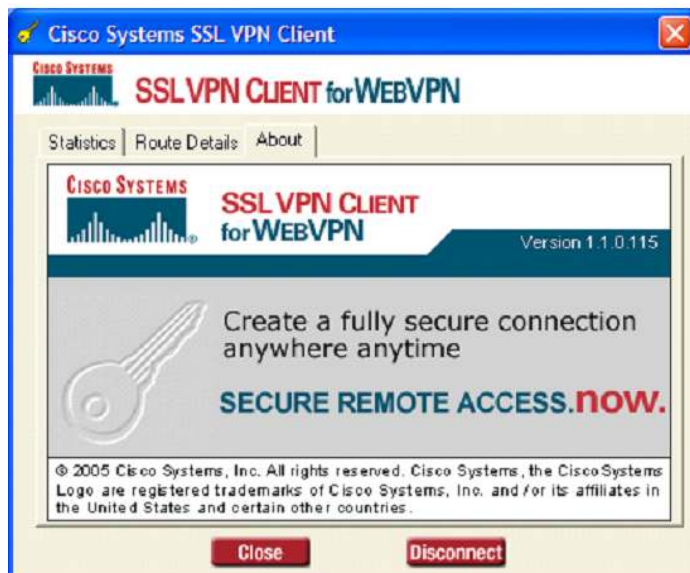 Cisco Systems SSL VPN Client
CISCO SYSTEMS
SSL VPN CLIENT for WEBVPN
Statistics Route Details About
CISCO SYSTEMS
SSL VPN CLIENT
for WEBVPN
Version 1.1.0.115
Create a fully secure connection
anywhere anytime
SECURE REMOTE ACCESS.now.
© 2005 Cisco Systems, Inc. All rights reserved. Cisco Systems, the Cisco Systems
Logo are registered trademarks of Cisco Systems, Inc. and/or its affiliates in
the United States and certain other countries.
Close Disconnect